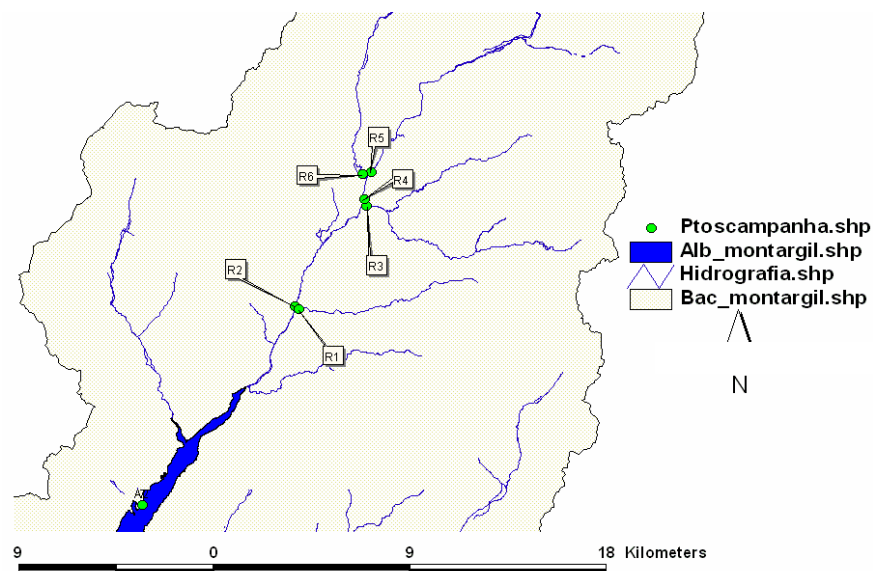 R5
R6
R4
R3
R2
R1
Ptoscampanha.shp
Alb_montargil.shp
Hidrografia.shp
Bac_montargil.shp
N
9 0 9 18 Kilometers